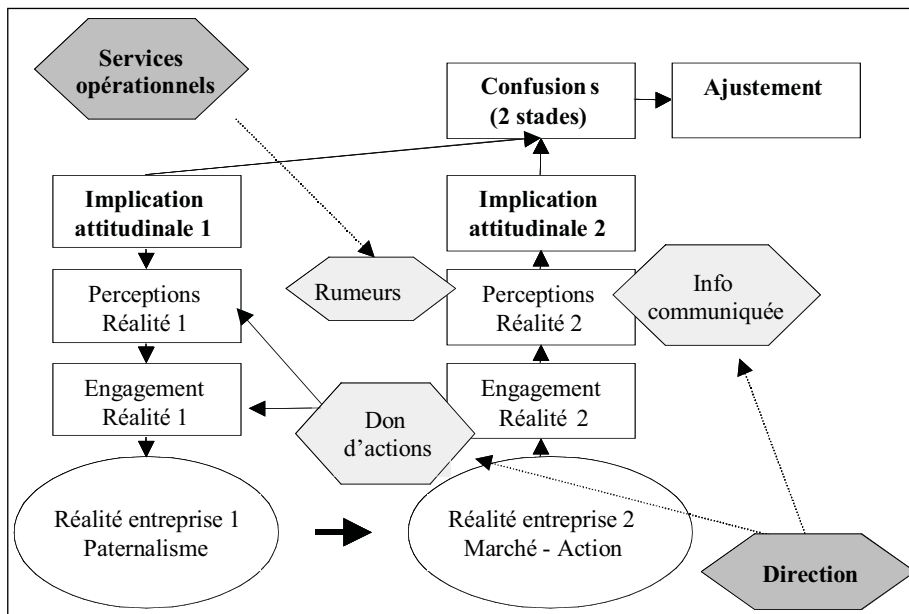 Services
opérationnels
Confusions
(2 stades)
Ajustement
Implication
attitudinale 1
Implication
attitudinale 2
Perceptions
Réalité 1
Rumeurs
Perceptions
Réalité 2
Info
communiquée
Engagement
Réalité 1
Don
d'actions
Engagement
Réalité 2
Réalité entreprise 1
Paternalisme
Réalité entreprise 2
Marché - Action
Direction